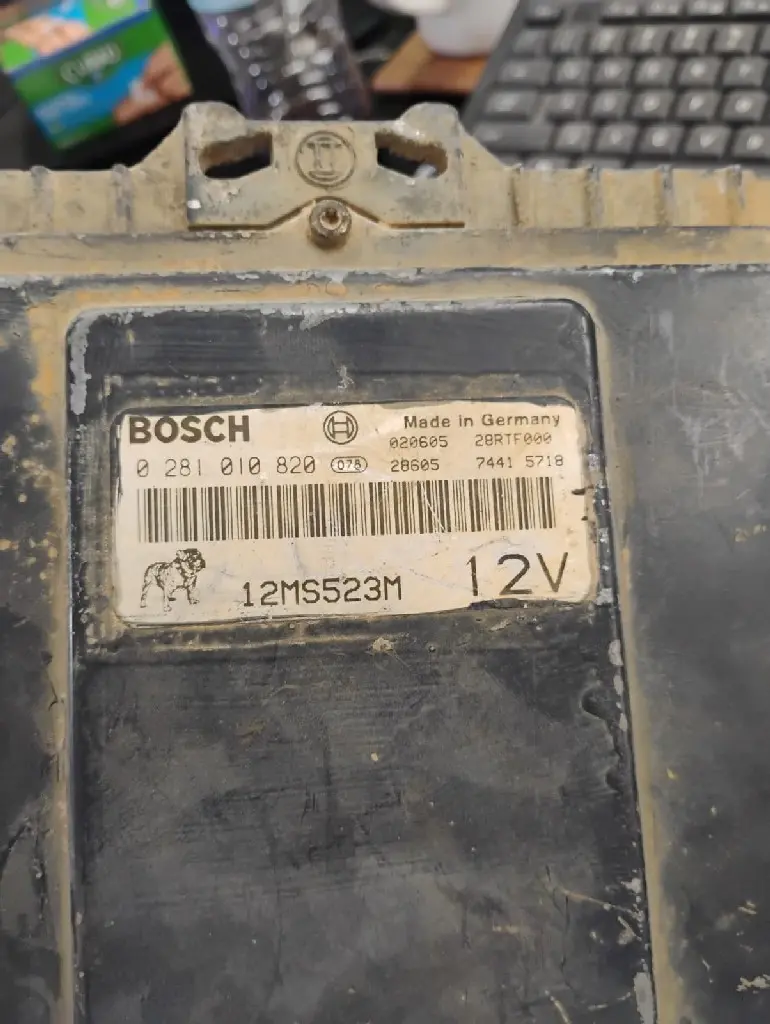 BOSCH
Made in Germany
020605 28RTF000
0 281 010 820 078 28605 7441 5718
12MS523M 12V